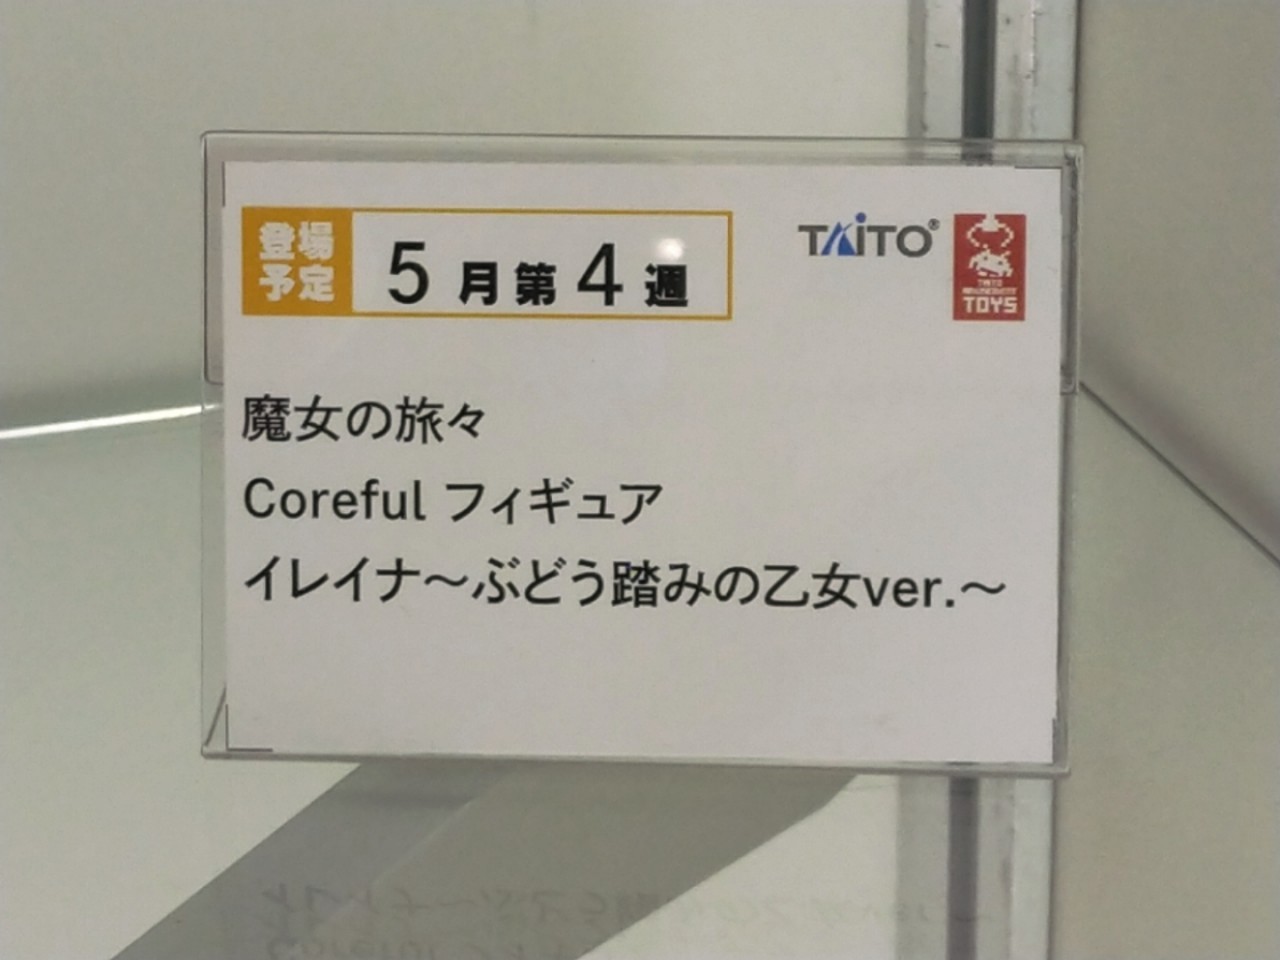 登場
予定
5月第4週
TAITO®
TAITO
TOYS
魔女の旅々
Coreful フィギュア
イレイナ～ぶどう踏みの乙女ver.～